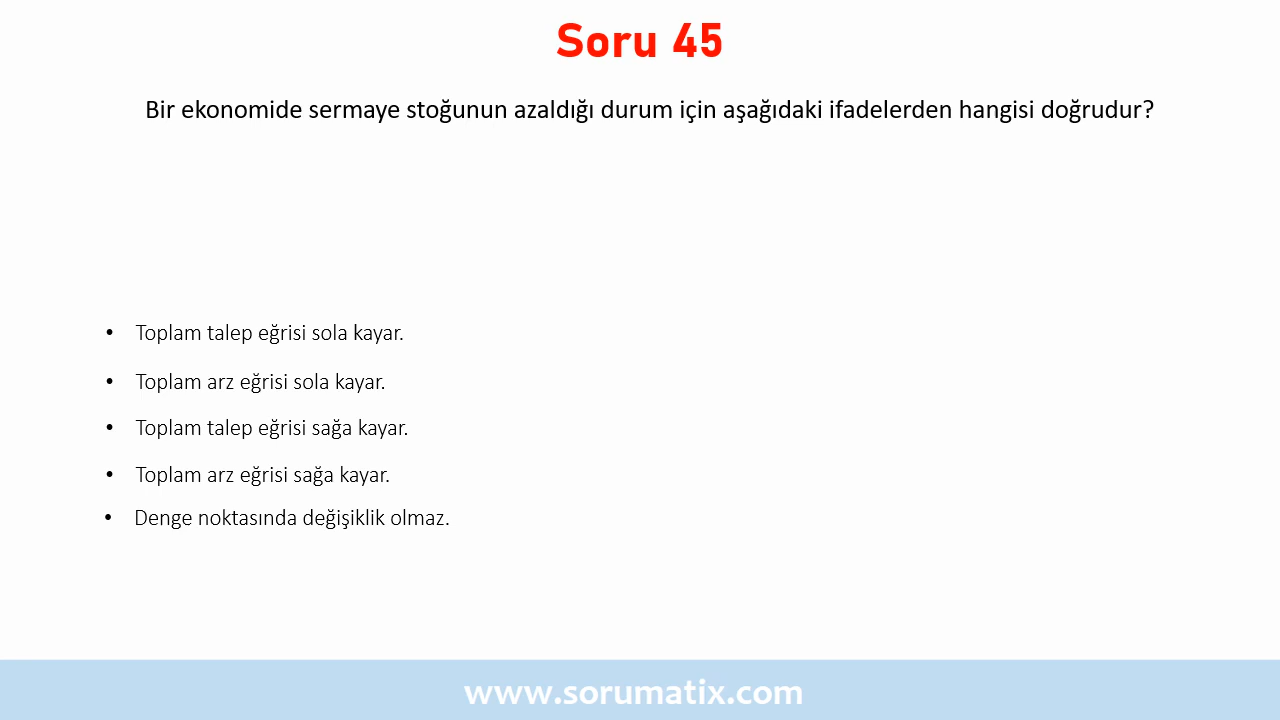 Soru 45
Bir ekonomide sermaye stoğunun azaldığı durum için aşağıdaki ifadelerden hangisi doğrudur?
• Toplam talep eğrisi sola kayar.
• Toplam arz eğrisi sola kayar.
• Toplam talep eğrisi sağa kayar.
• Toplam arz eğrisi sağa kayar.
• Denge noktasında değişiklik olmaz.
www.sorumatix.com